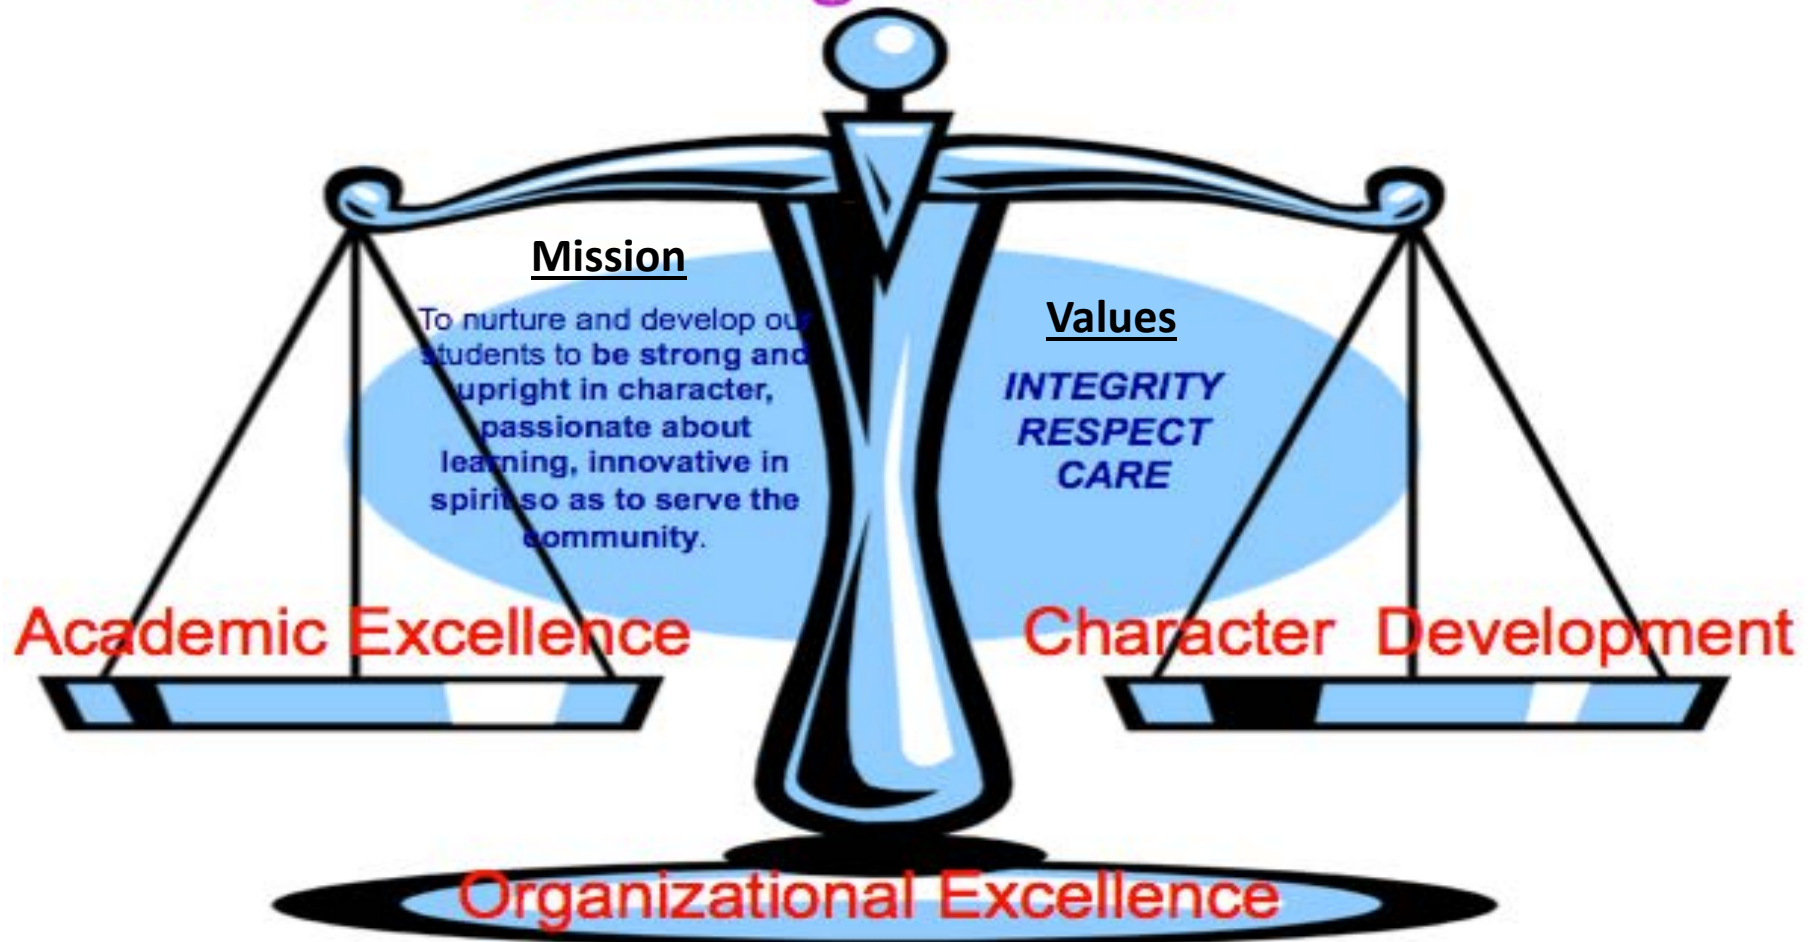 Mission
To nurture and develop our
students to be strong and
upright in character,
passionate about
learning, innovative in
spirit so as to serve the
community.
Values
INTEGRITY
RESPECT
CARE
Academic Excellence
Character Development
Organizational Excellence